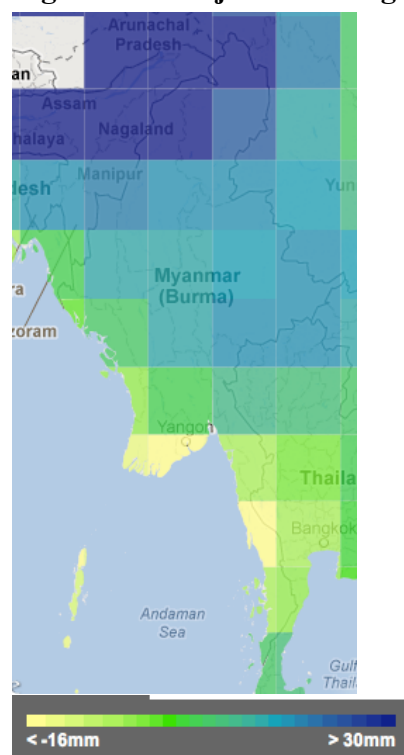 Arunachal
Pradesh
an
Assam
Nagaland
halaya
Manipur
desh
Yun
Myanmar
(Burma)
ra
zoram
Yangon
Thaila
Bangkok
Andaman
Sea
Gulf
Thail
< -16mm
> 30mm